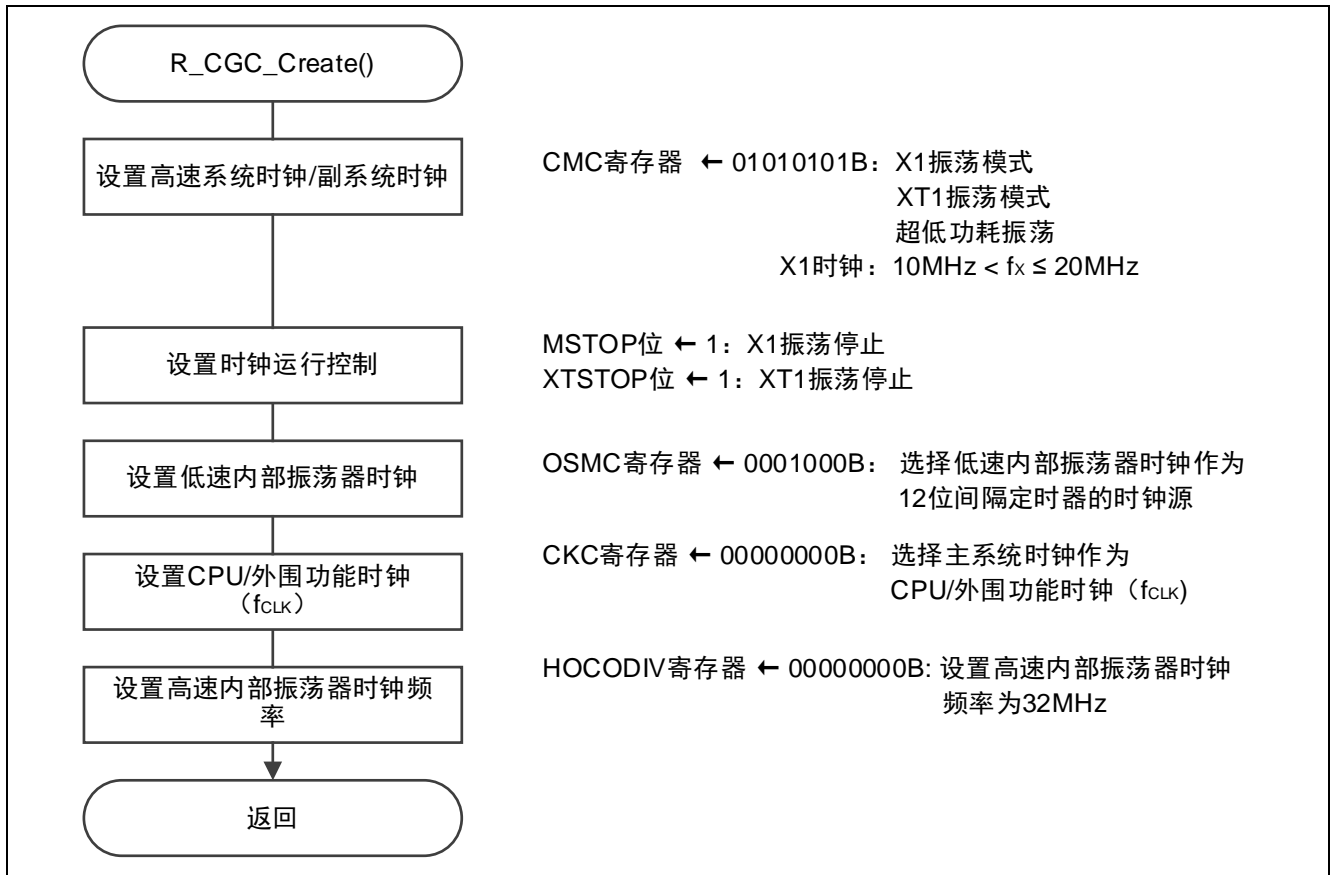 R_CGC_Create()
设置高速系统时钟/副系统时钟
CMC寄存器 ← 01010101B：X1振荡模式
XT1振荡模式
超低功耗振荡
X1时钟：10MHz < fX ≤ 20MHz
设置时钟运行控制
MSTOP位 ← 1：X1振荡停止
XTSTOP位 ← 1：XT1振荡停止
设置低速内部振荡器时钟
OSMC寄存器 ← 0001000B： 选择低速内部振荡器时钟作为
12位间隔定时器的时钟源
设置CPU/外围功能时钟
（fCLK）
CKC寄存器 ← 00000000B： 选择主系统时钟作为
CPU/外围功能时钟（fCLK)
设置高速内部振荡器时钟频
率
HOCODIV寄存器 ← 00000000B: 设置高速内部振荡器时钟
频率为32MHz
返回